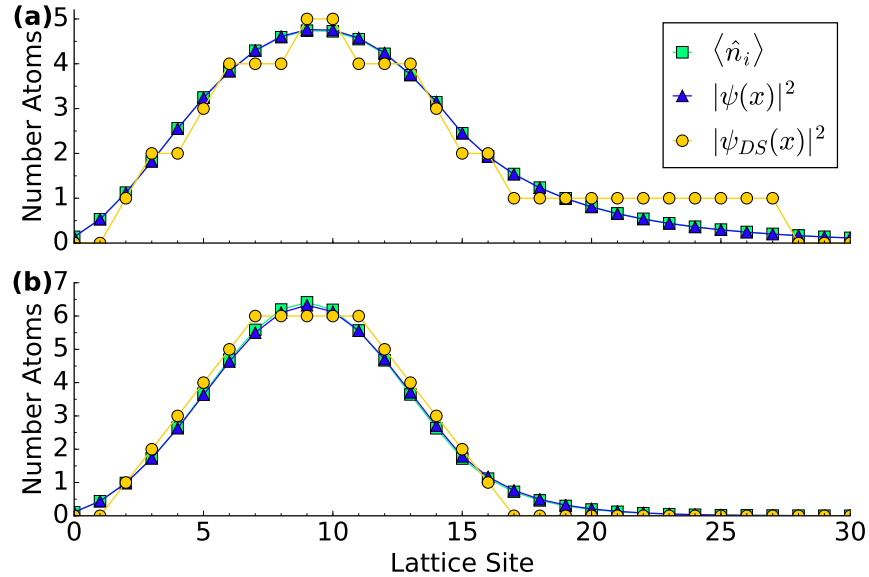 (a)
5
4
3
2
1
0
Number Atoms
⟨n̂ᵢ⟩
|ψ(x)|²
|ψ_DS(x)|²
(b)
7
6
5
4
3
2
1
0
Number Atoms
0 5 10 15 20 25 30
Lattice Site